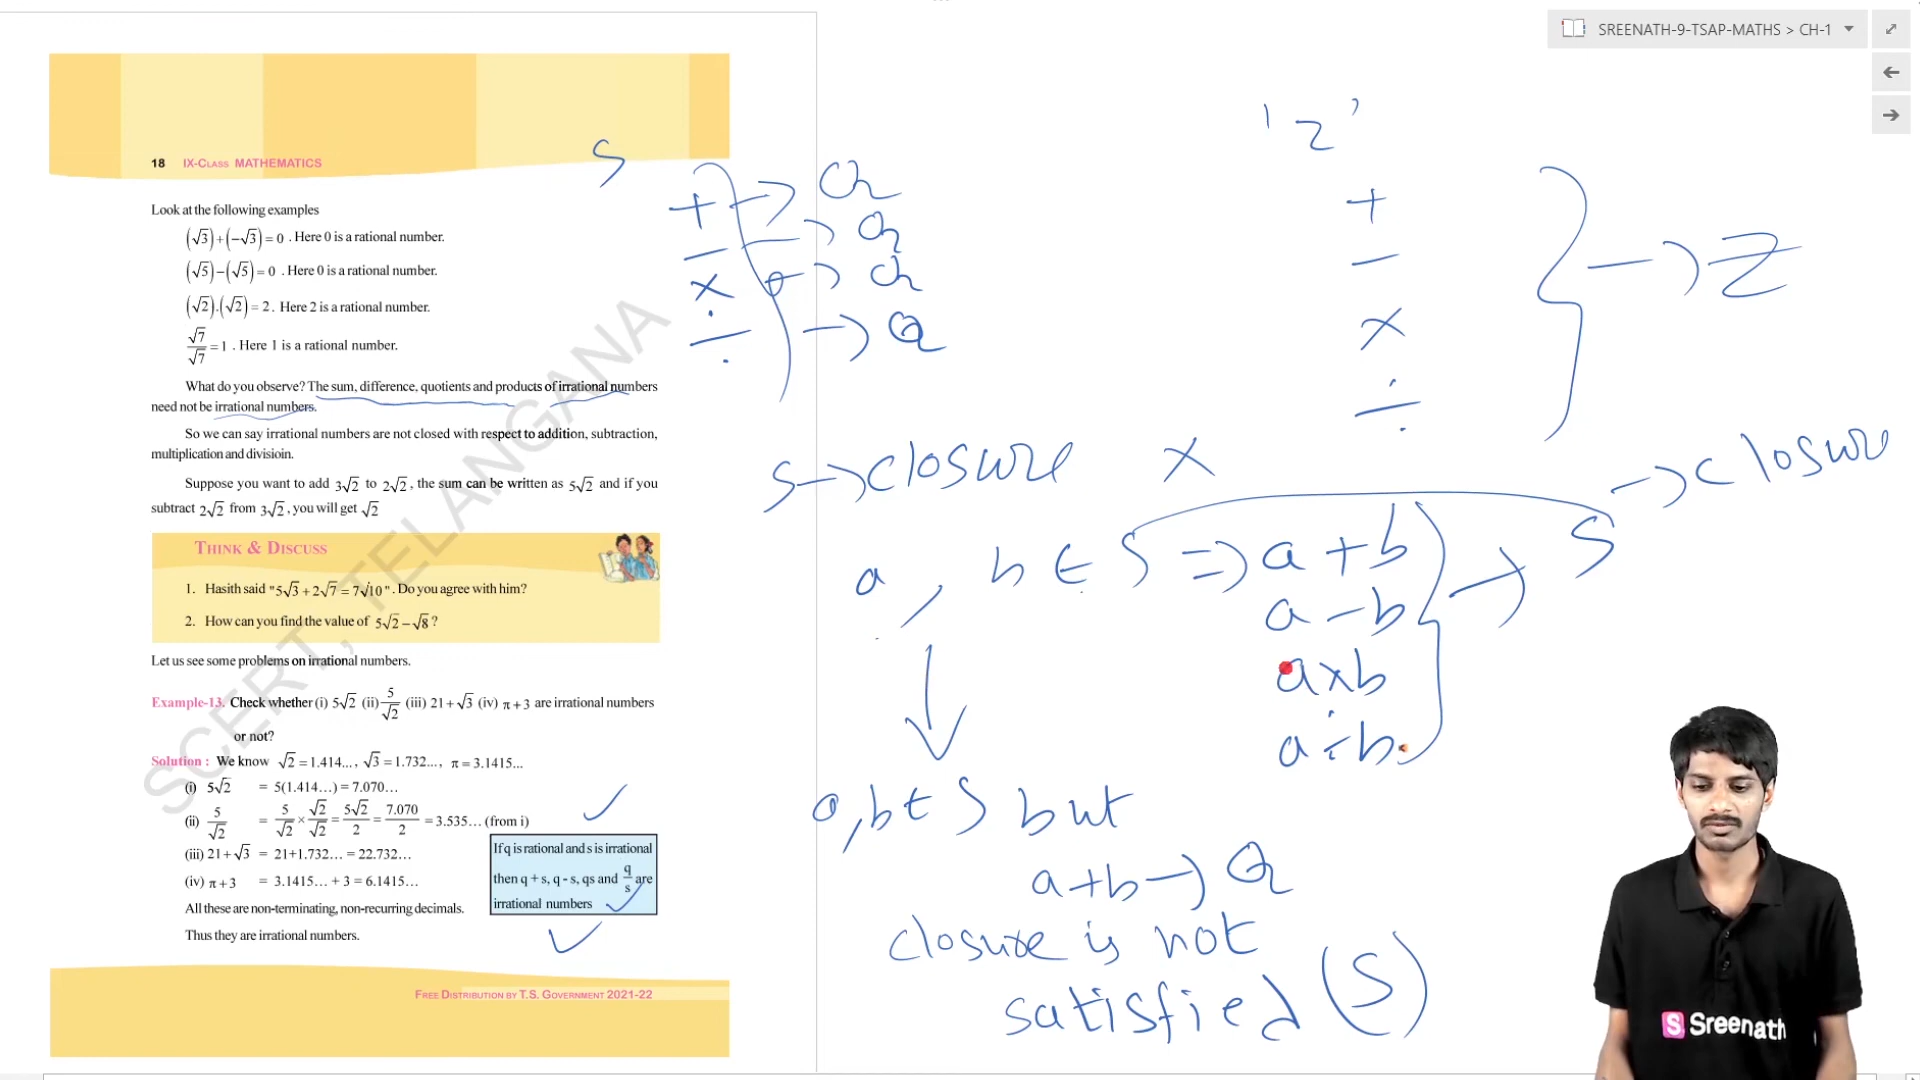 SREENATH-9-TSAP-MATHS > CH-1
18 IX-CLASS MATHEMATICS
Look at the following examples
(√3)+(−√3)=0 . Here 0 is a rational number.
(√5)−(√5)=0 . Here 0 is a rational number.
(√2).(√2)=2. Here 2 is a rational number.
√7/√7=1 . Here 1 is a rational number.
What do you observe? The sum, difference, quotients and products of irrational numbers
need not be irrational numbers.
So we can say irrational numbers are not closed with respect to addition, subtraction,
multiplication and divisioin.
Suppose you want to add 3√2 to 2√2, the sum can be written as 5√2 and if you
subtract 2√2 from 3√2, you will get √2
THINK & DISCUSS
1. Hasith said "5√3+2√7=7√10". Do you agree with him?
2. How can you find the value of 5√2−√8?
Let us see some problems on irrational numbers.
Example-13. Check whether (i) 5√2 (ii) 5/√2 (iii) 21+√3 (iv) π+3 are irrational numbers
or not?
Solution : We know √2=1.414..., √3=1.732..., π=3.1415...
(i) 5√2 = 5(1.414…) = 7.070…
(ii) 5/√2 = 5/√2 × √2/√2 = 5√2/2 = 7.070/2 = 3.535… (from i)
(iii) 21+√3 = 21+1.732… = 22.732…
(iv) π+3 = 3.1415… + 3 = 6.1415…
All these are non-terminating, non-recurring decimals.
Thus they are irrational numbers.
If q is rational and s is irrational
then q + s, q - s, qs and q/s are
irrational numbers
FREE DISTRIBUTION BY T.S. GOVERNMENT 2021-22
SCERT, TELANGANA
S
+ →
− →
× →
÷ → Q
'Z'
+
−
×
÷
→ Z
S → closure ×
→ closure
a, b ∈ S ⇒ a + b → S
a − b
a × b
a ÷ b
a, b ∈ S but
a + b → Q
closure is not
satisfied (S)
S Sreenath